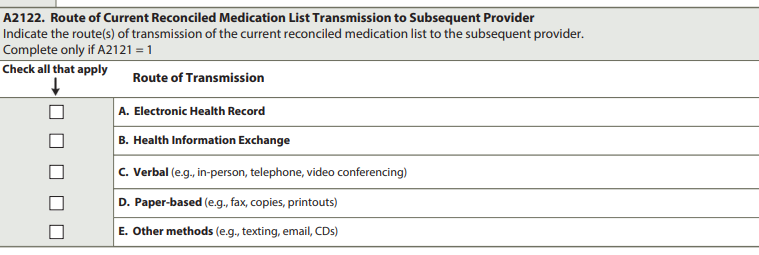 A2122. Route of Current Reconciled Medication List Transmission to Subsequent Provider
Indicate the route(s) of transmission of the current reconciled medication list to the subsequent provider.
Complete only if A2121 = 1
Check all that apply
Route of Transmission
A. Electronic Health Record
B. Health Information Exchange
C. Verbal (e.g., in-person, telephone, video conferencing)
D. Paper-based (e.g., fax, copies, printouts)
E. Other methods (e.g., texting, email, CDs)